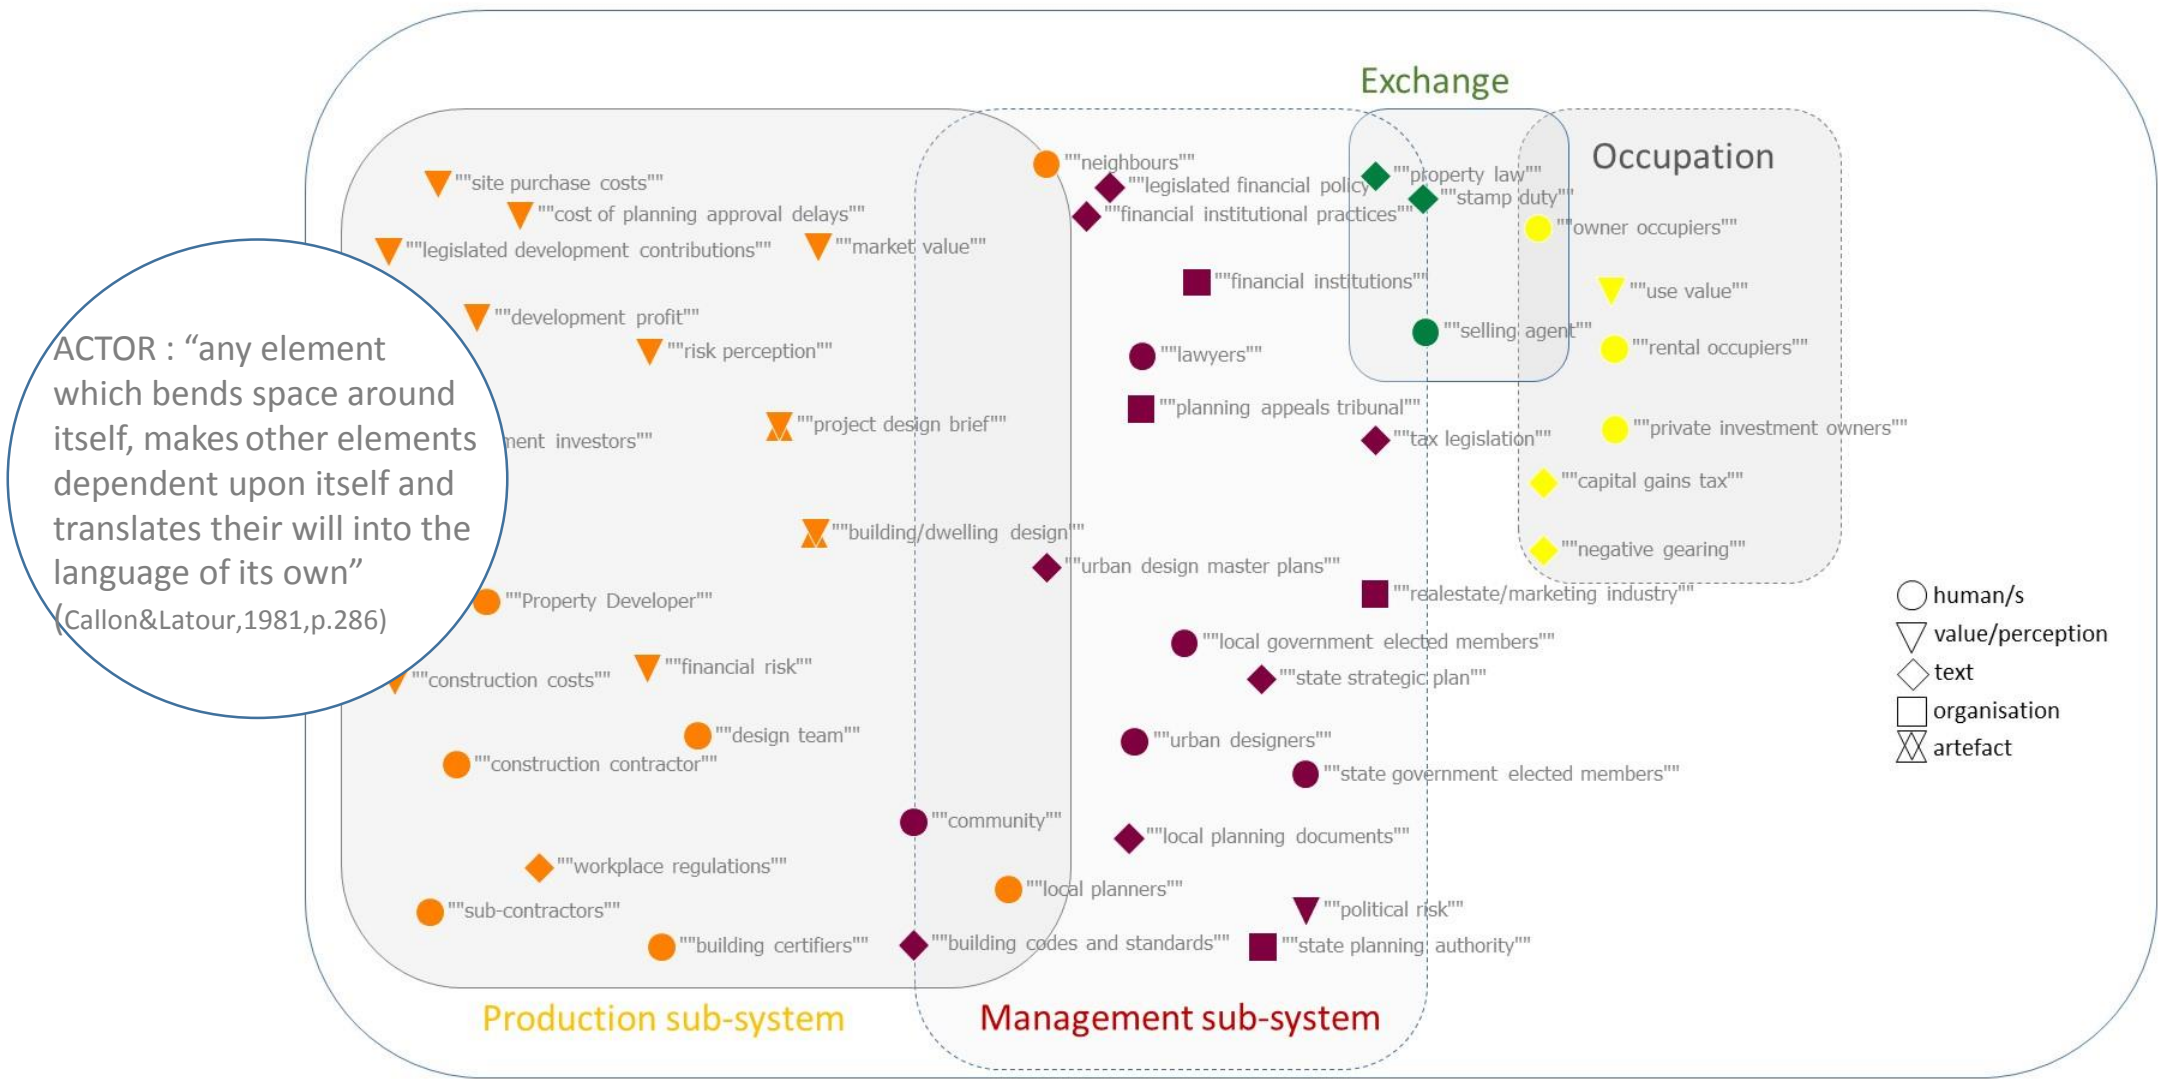 Exchange
Occupation
""neighbours""
""site purchase costs""
""legislated financial policy
""property law""
""cost of planning approval delays""
""financial institutional practices""
""stamp duty""
""legislated development contributions""
""market value""
""owner occupiers""
""financial institutions""
""use value""
""development profit""
""risk perception""
""lawyers""
""selling agent""
""rental occupiers""
ACTOR : “any element
which bends space around
itself, makes other elements
dependent upon itself and
translates their will into the
language of its own”
(Callon&Latour,1981,p.286)
""project design brief""
""planning appeals tribunal""
""tax legislation""
""private investment owners""
ment investors""
""capital gains tax""
""building/dwelling design""
""negative gearing""
""urban design master plans""
""Property Developer""
""realestate/marketing industry""
""local government elected members""
""construction costs""
""financial risk""
""state strategic plan""
""design team""
""urban designers""
""construction contractor""
""state government elected members""
""community""
""local planning documents""
""workplace regulations""
""local planners""
""sub-contractors""
""political risk""
""building certifiers""
""building codes and standards""
""state planning authority""
Production sub-system
Management sub-system
human/s
value/perception
text
organisation
artefact